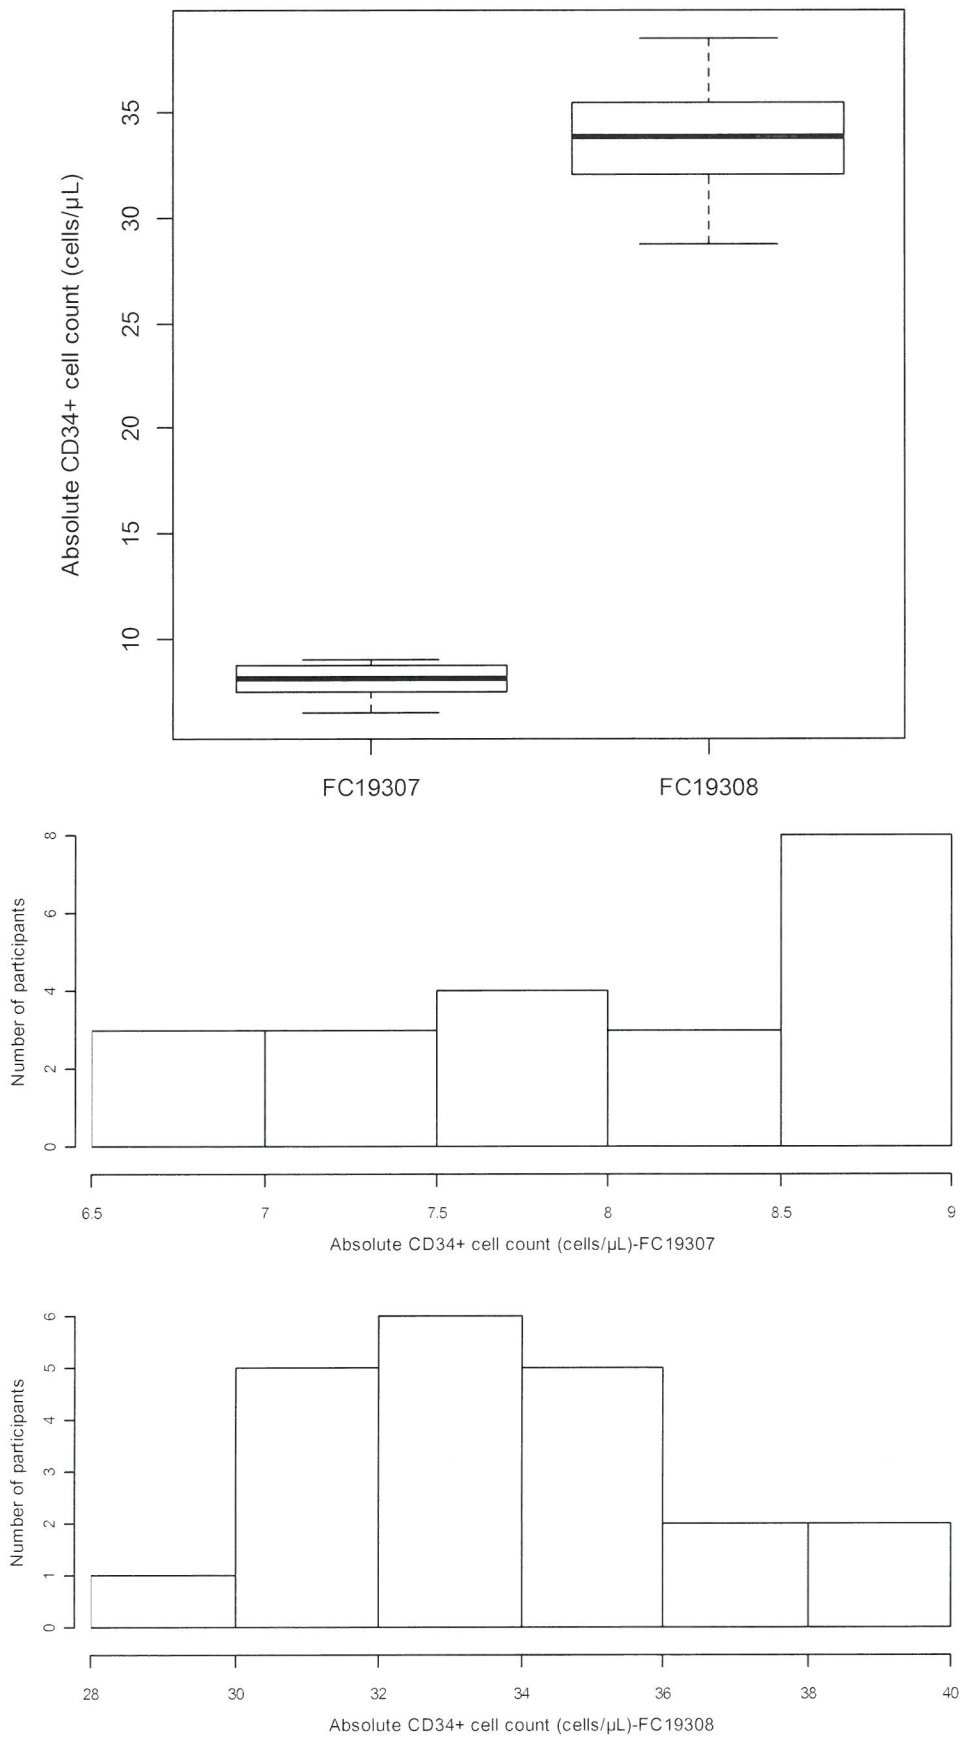 Absolute CD34+ cell count (cells/µL)
35
30
25
20
15
10
FC19307 FC19308
Number of participants
8
6
4
2
0
6.5 7 7.5 8 8.5 9
Absolute CD34+ cell count (cells/µL)-FC19307
Number of participants
6
5
4
3
2
1
0
28 30 32 34 36 38 40
Absolute CD34+ cell count (cells/µL)-FC19308